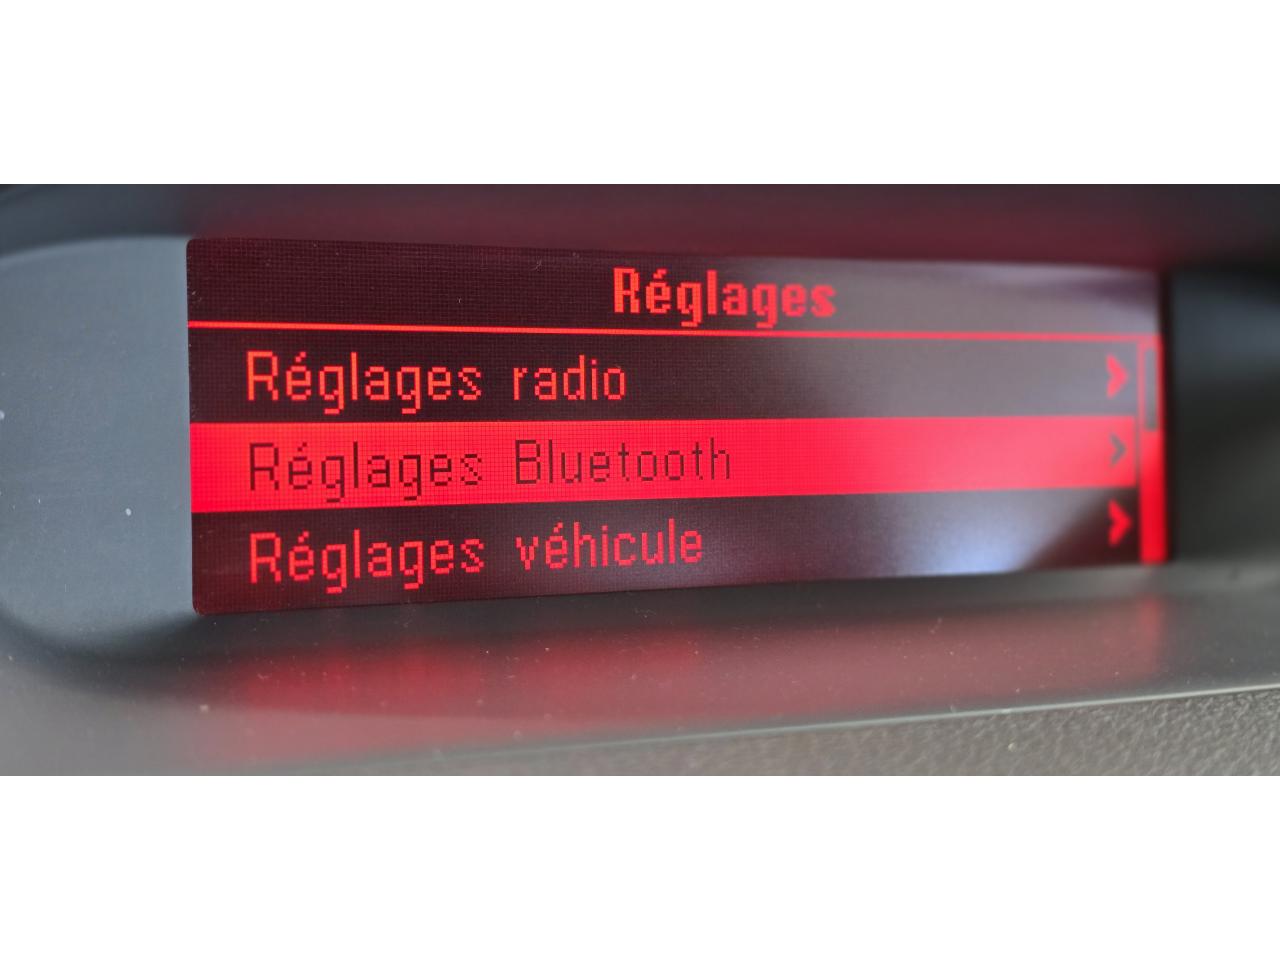 Réglages
Réglages radio
Réglages Bluetooth
Réglages véhicule